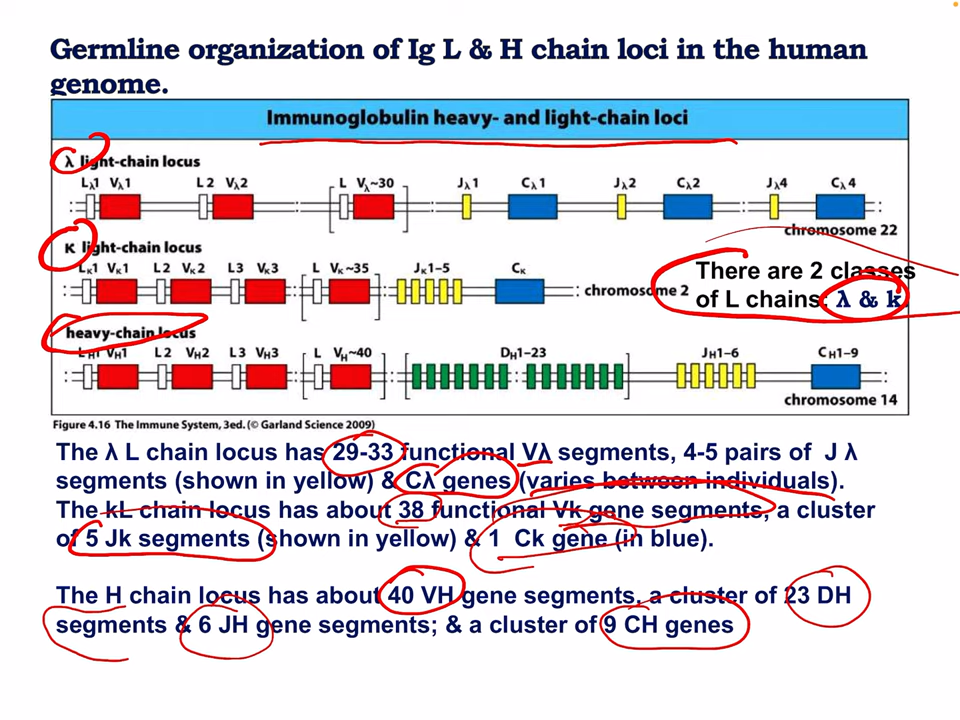 Germline organization of Ig L & H chain loci in the human
genome.
Immunoglobulin heavy- and light-chain loci
λ light-chain locus
Lλ1 Vλ1 L2 Vλ2 L Vλ~30 Jλ1 Cλ1 Jλ2 Cλ2 Jλ4 Cλ4
chromosome 22
κ light-chain locus
Lκ1 Vκ1 L2 Vκ2 L3 Vκ3 L Vκ~35 Jκ1–5 Cκ
chromosome 2
There are 2 classes
of L chains, λ & k
heavy-chain locus
LH1 VH1 L2 VH2 L3 VH3 L VH~40 DH1–23 JH1–6 CH1–9
chromosome 14
Figure 4.16 The Immune System, 3ed. (© Garland Science 2009)
The λ L chain locus has 29-33 functional Vλ segments, 4-5 pairs of J λ
segments (shown in yellow) & Cλ genes (varies between individuals).
The kL chain locus has about 38 functional Vk gene segments, a cluster
of 5 Jk segments (shown in yellow) & 1 Ck gene (in blue).
The H chain locus has about 40 VH gene segments, a cluster of 23 DH
segments & 6 JH gene segments; & a cluster of 9 CH genes